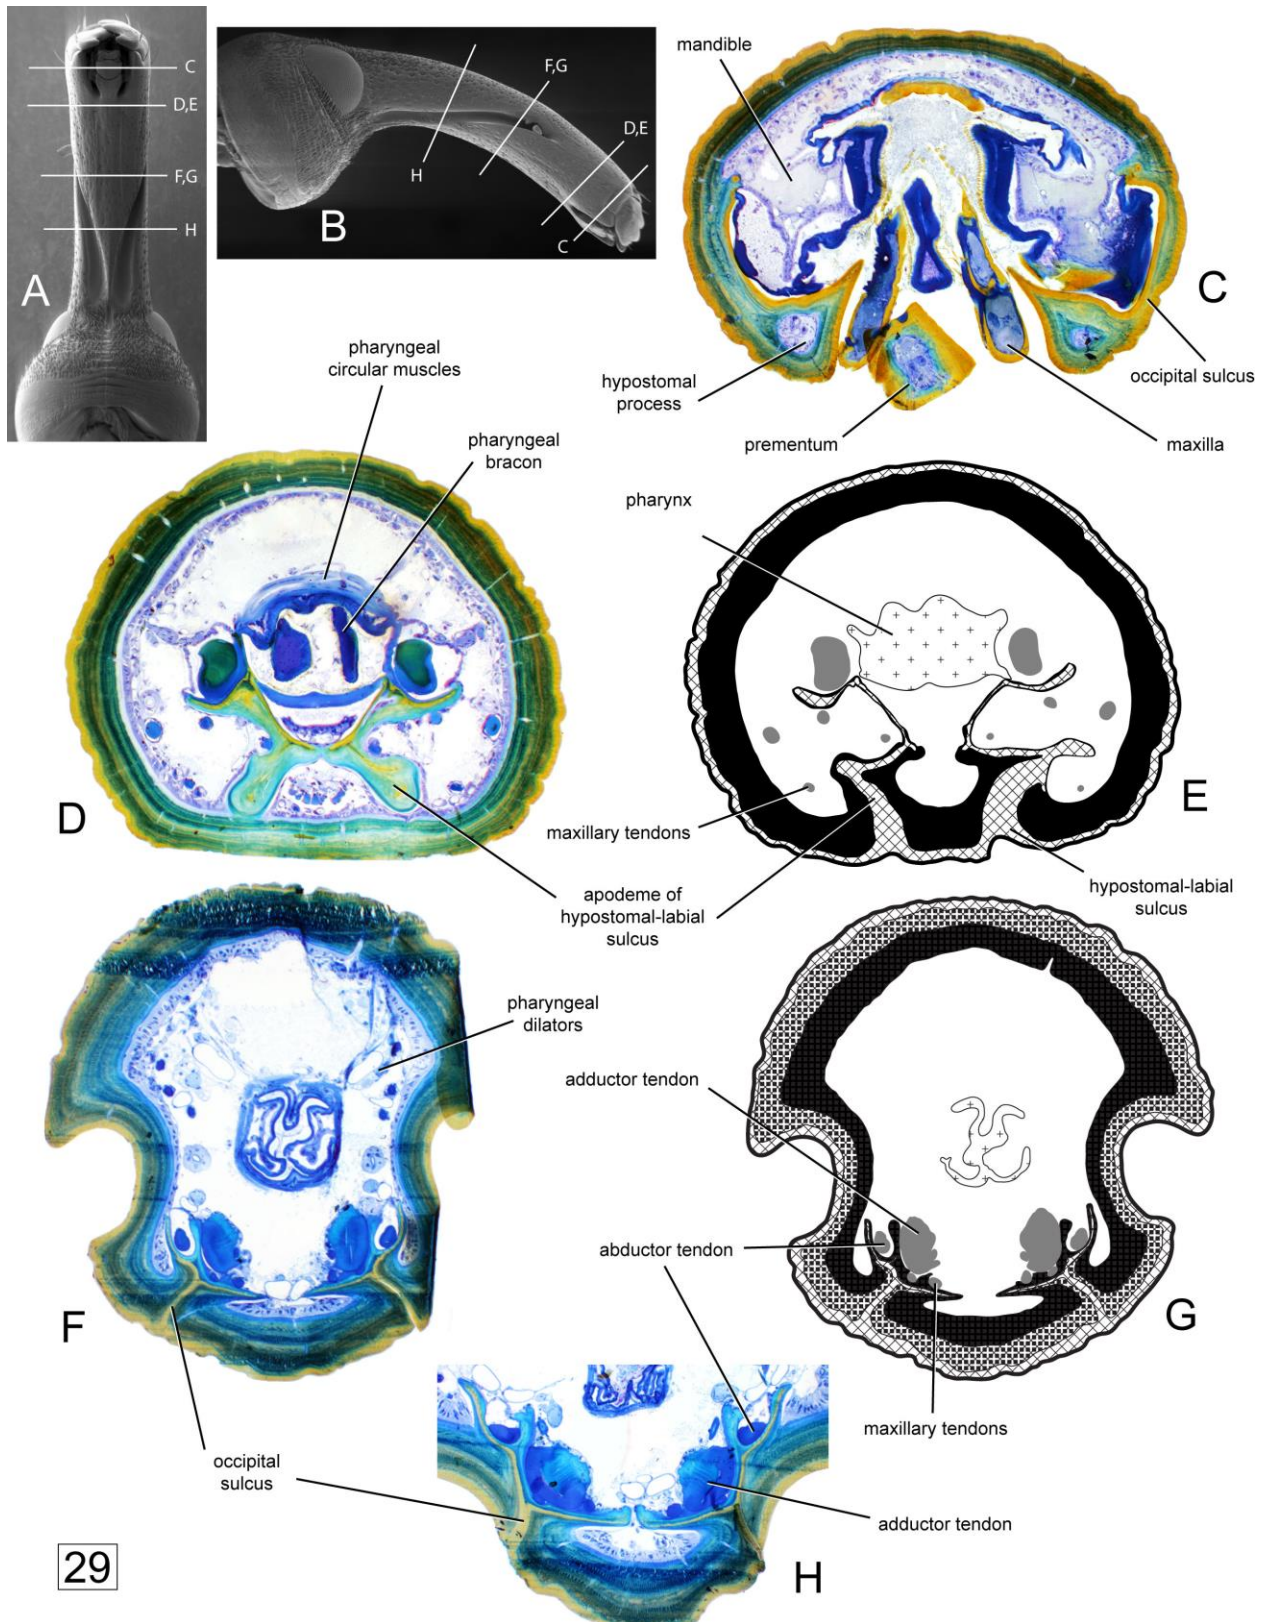 A
C
D,E
F,G
H
B
H
F,G
D,E
C
mandible
C
hypostomal
process
prementum
occipital sulcus
maxilla
pharyngeal
circular muscles
pharyngeal
bracon
D
pharynx
E
maxillary tendons
apodeme of
hypostomal-labial
sulcus
hypostomal-labial
sulcus
pharyngeal
dilators
F
adductor tendon
abductor tendon
G
maxillary tendons
occipital
sulcus
adductor tendon
H
29